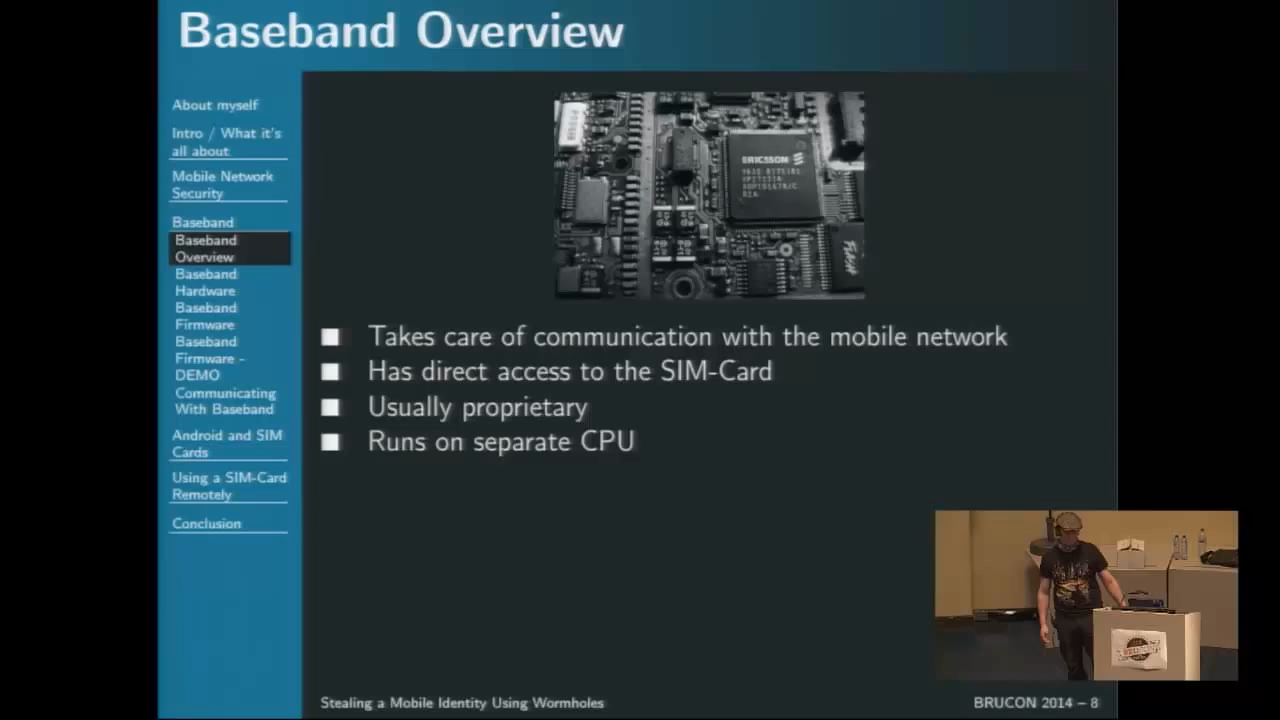 Baseband Overview
About myself
Intro / What it's
all about
Mobile Network
Security
Baseband
Baseband
Overview
Baseband
Hardware
Baseband
Firmware
Baseband
Firmware -
DEMO
Communicating
With Baseband
Android and SIM
Cards
Using a SIM-Card
Remotely
Conclusion
ERICSSON
Takes care of communication with the mobile network
Has direct access to the SIM-Card
Usually proprietary
Runs on separate CPU
Stealing a Mobile Identity Using Wormholes
BRUCON 2014 – 8